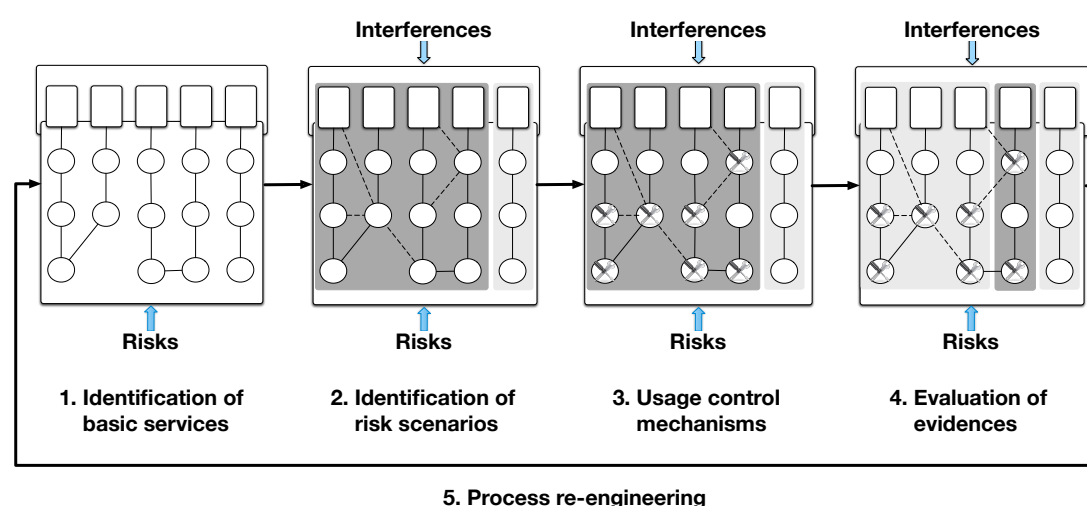 Interferences
Interferences
Interferences
Risks
Risks
Risks
Risks
1. Identification of
basic services
2. Identification of
risk scenarios
3. Usage control
mechanisms
4. Evaluation of
evidences
5. Process re-engineering